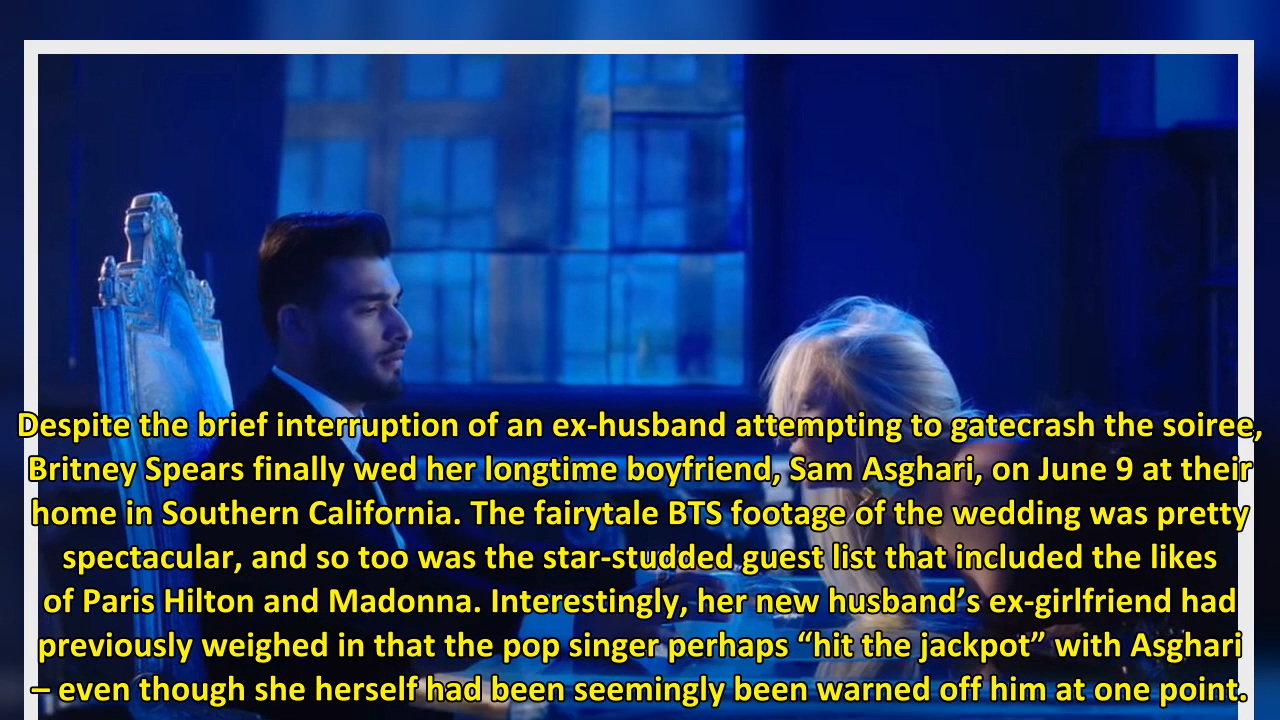 Despite the brief interruption of an ex-husband attempting to gatecrash the soiree,
Britney Spears finally wed her longtime boyfriend, Sam Asghari, on June 9 at their
home in Southern California. The fairytale BTS footage of the wedding was pretty
spectacular, and so too was the star-studded guest list that included the likes
of Paris Hilton and Madonna. Interestingly, her new husband’s ex-girlfriend had
previously weighed in that the pop singer perhaps “hit the jackpot” with Asghari
– even though she herself had been seemingly been warned off him at one point.